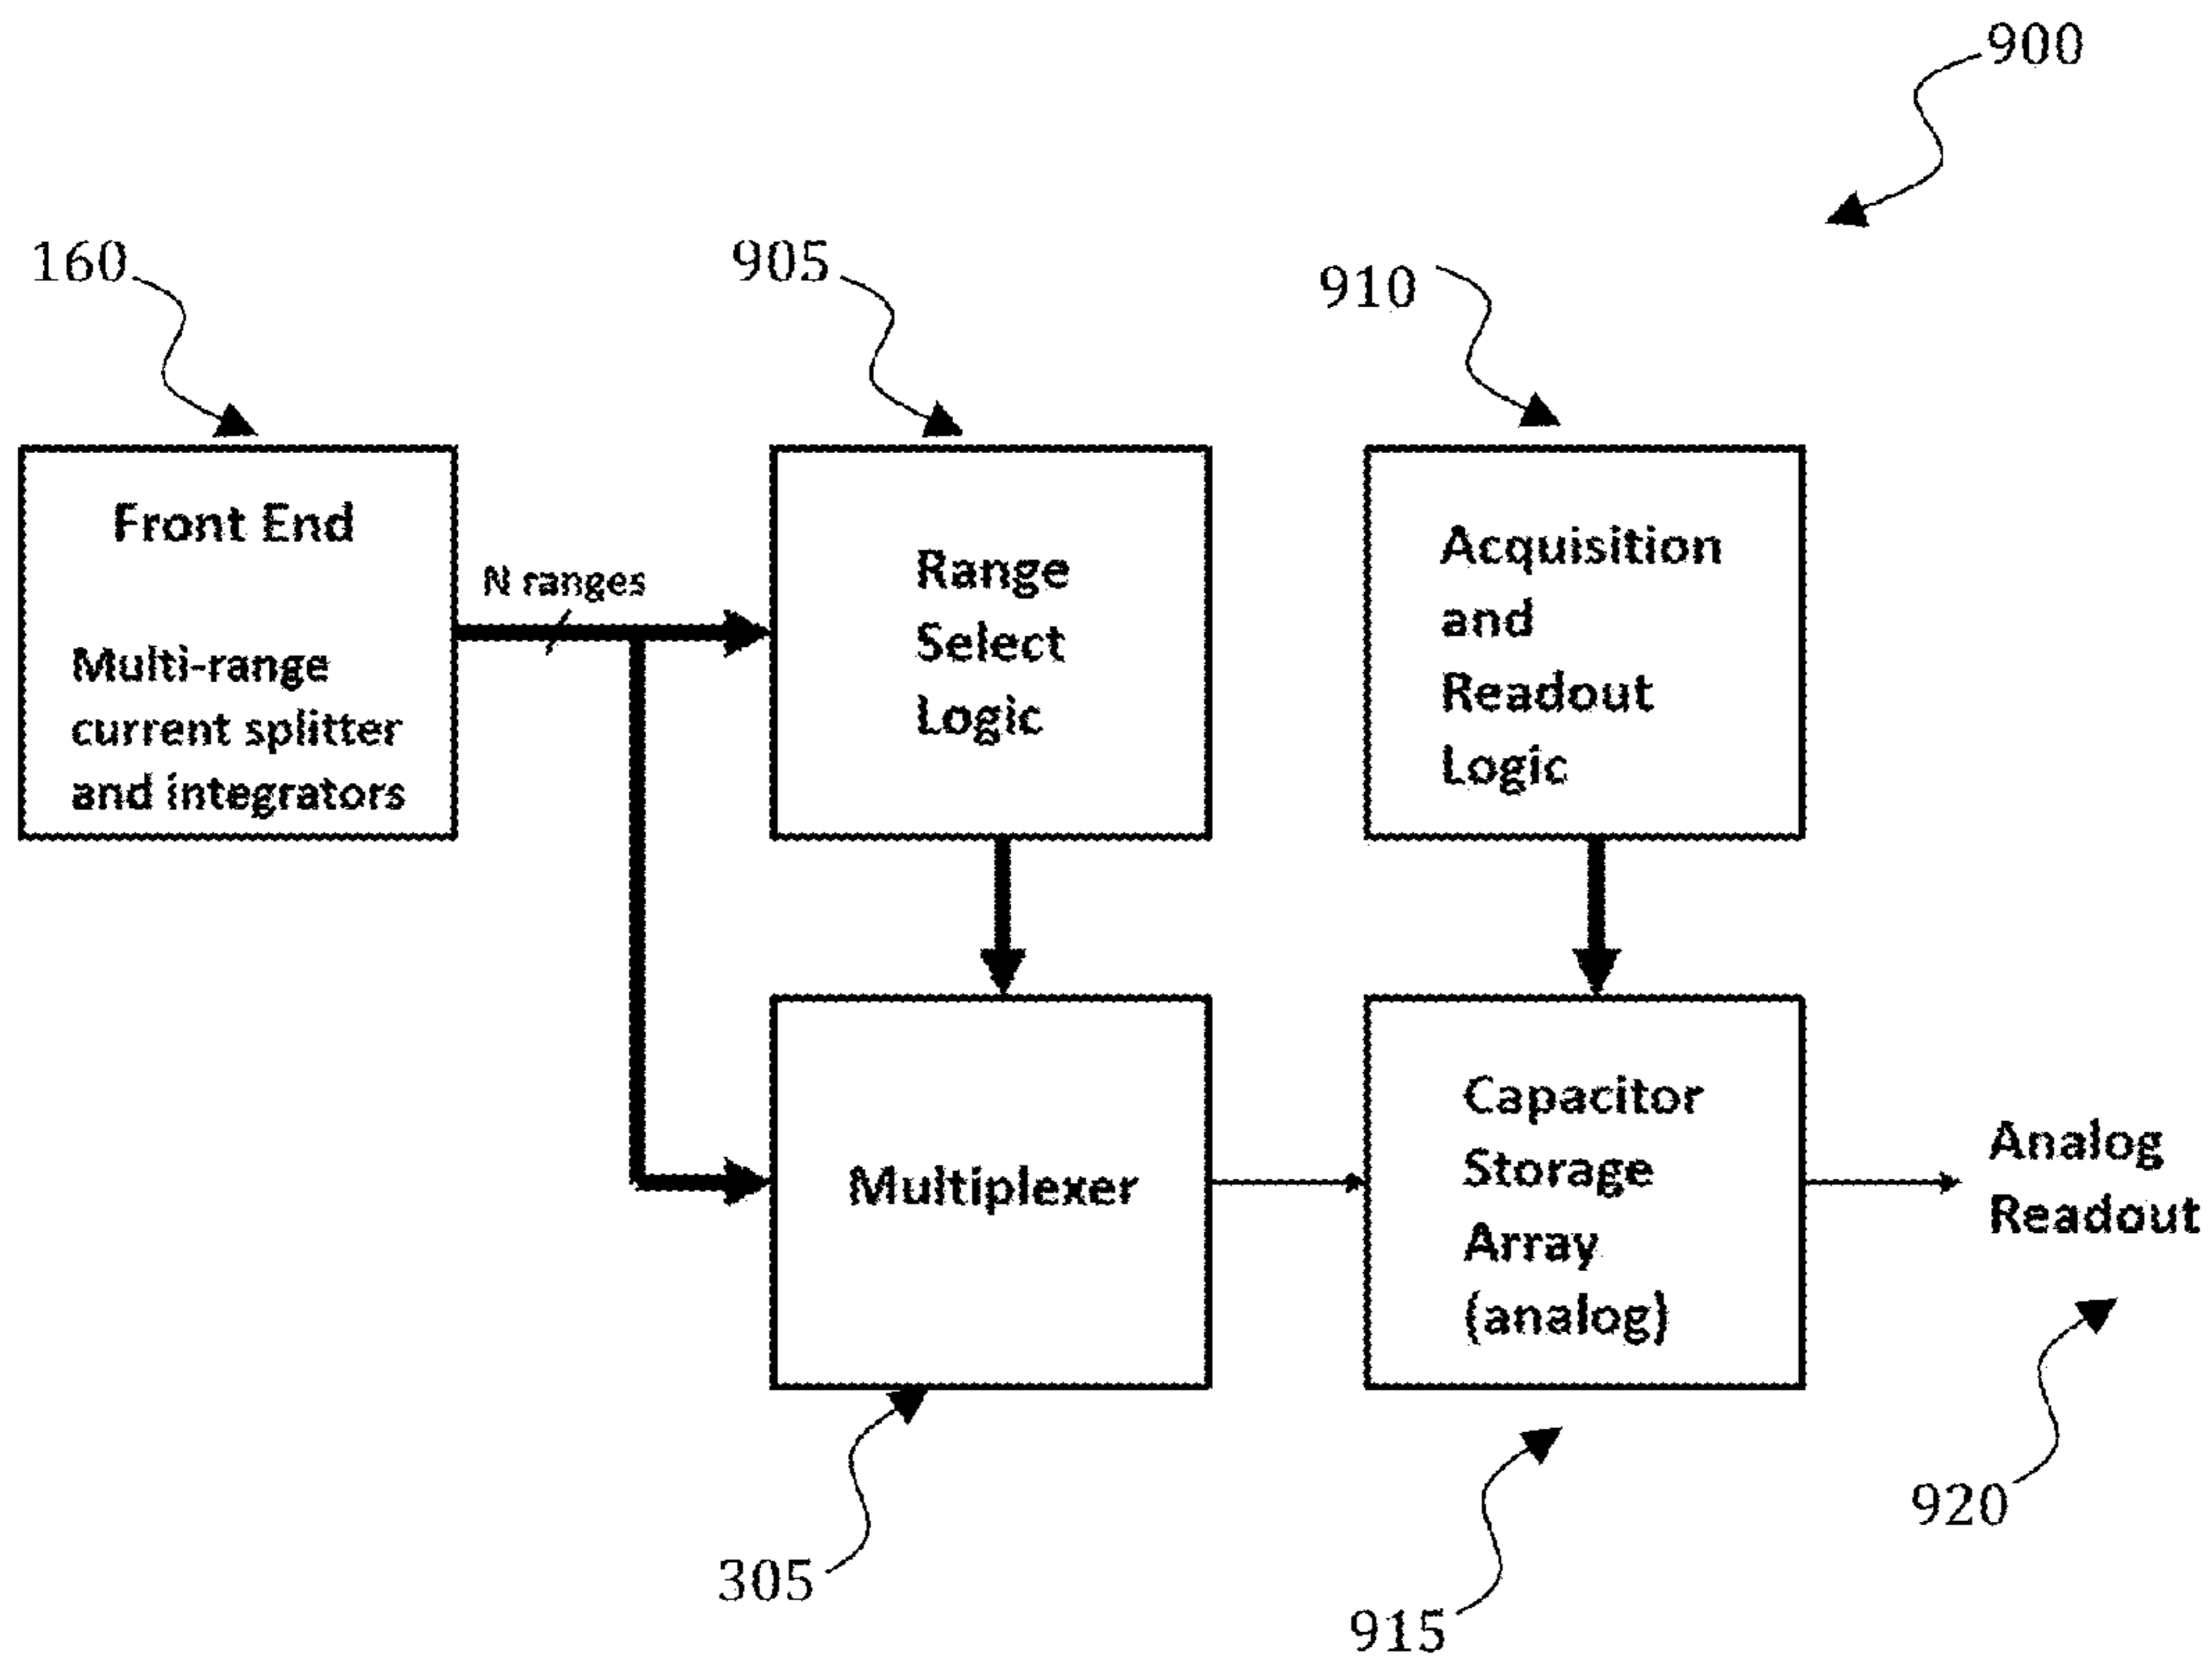 900
160
905
910
Front End
Multi-range
current splitter
and integrators
N ranges
Range
Select
Logic
Acquisition
and
Readout
Logic
Multiplexer
Capacitor
Storage
Array
(analog)
Analog
Readout
305
915
920